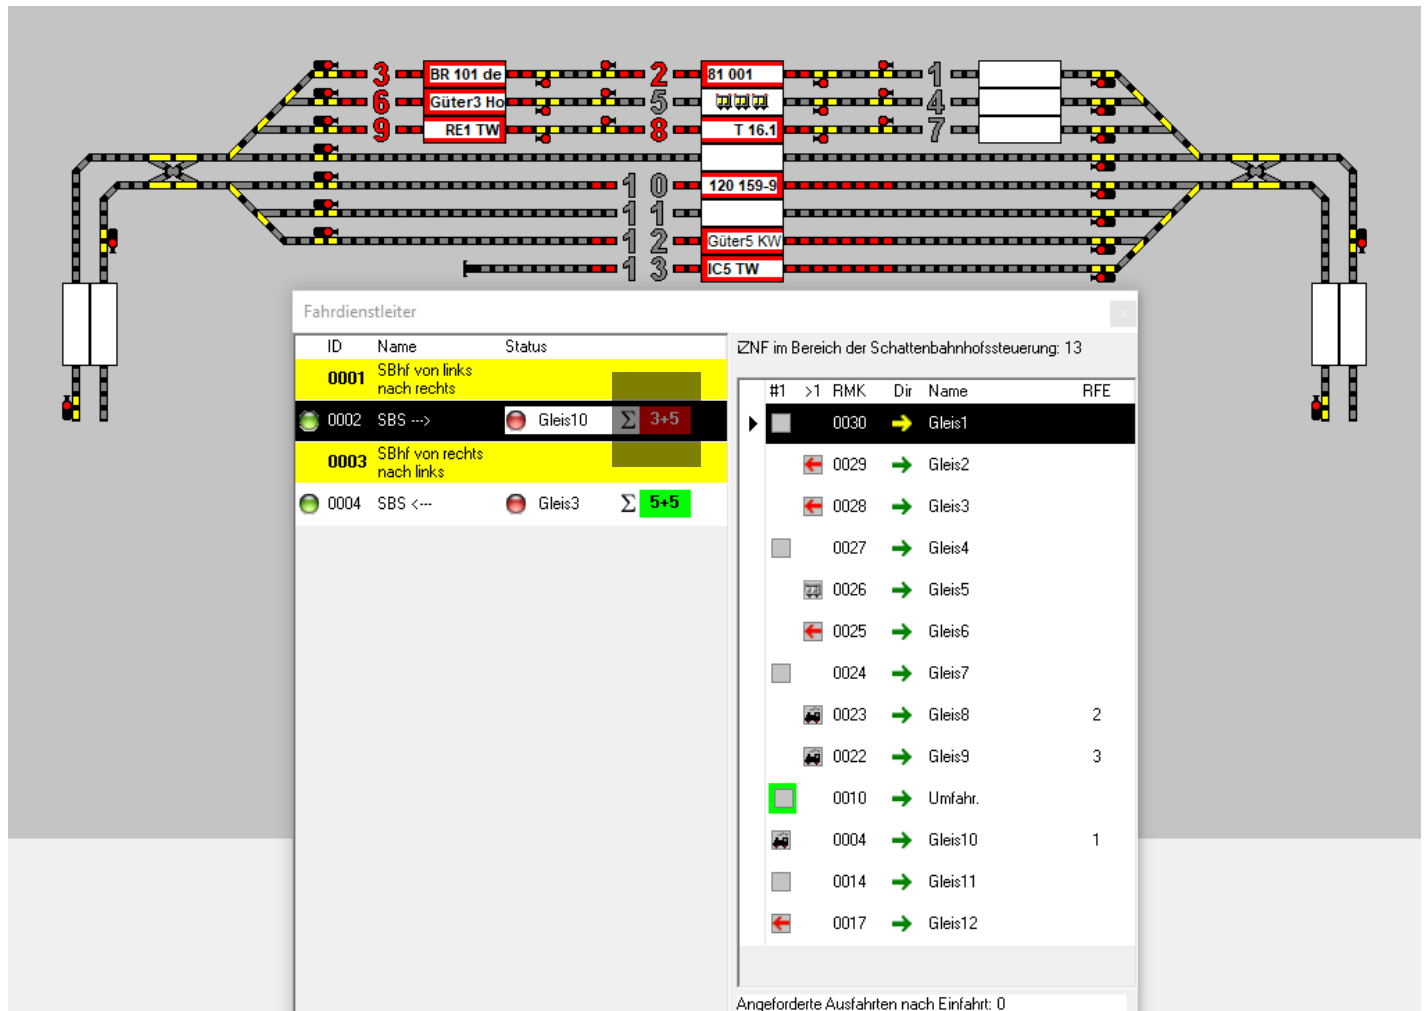 3 BR 101 de 2 81 001 1
6 Güter3 Ho 5 4
9 RE1 TW 8 T 16.1 7
10 120 159-9
11
12 Güter5 KW
13 IC5 TW
Fahrdienstleiter
x
ID Name Status
0001 SBhf von links
nach rechts
0002 SBS ---> Gleis10 Σ 3+5
0003 SBhf von rechts
nach links
0004 SBS <--- Gleis3 Σ 5+5
iZNF im Bereich der Schattenbahnhofssteuerung: 13
#1 >1 RMK Dir Name RFE
0030 Gleis1
0029 Gleis2
0028 Gleis3
0027 Gleis4
0026 Gleis5
0025 Gleis6
0024 Gleis7
0023 Gleis8 2
0022 Gleis9 3
0010 Umfahr.
0004 Gleis10 1
0014 Gleis11
0017 Gleis12
Angeforderte Ausfahrten nach Einfahrt: 0